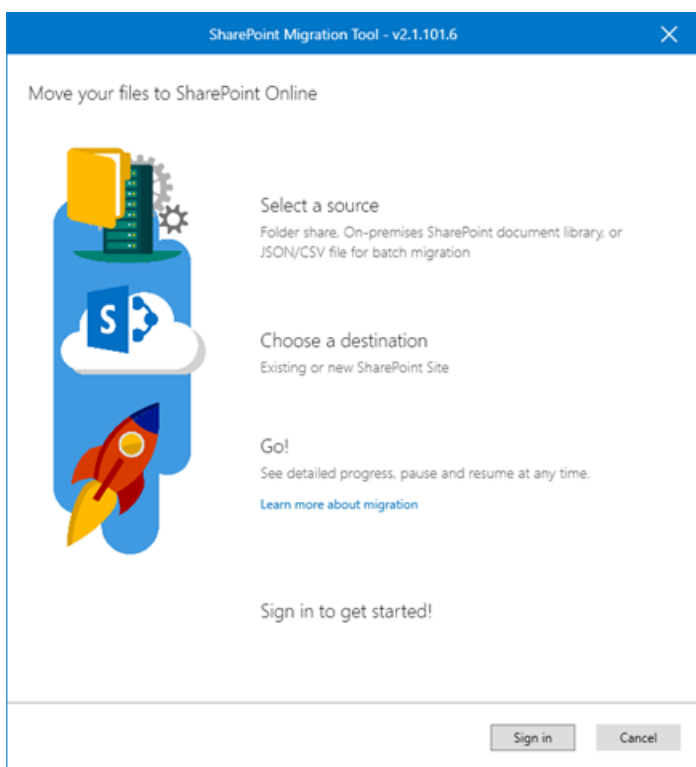 SharePoint Migration Tool - v2.1.101.6
Move your files to SharePoint Online
Select a source
Folder share, On-premises SharePoint document library, or
JSON/CSV file for batch migration
S
Choose a destination
Existing or new SharePoint Site
Go!
See detailed progress, pause and resume at any time.
Learn more about migration
Sign in to get started!
Sign in
Cancel